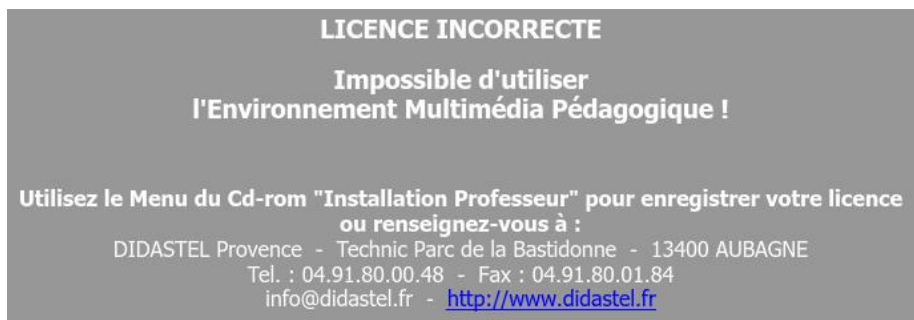 LICENCE INCORRECTE
Impossible d'utiliser
l'Environnement Multimédia Pédagogique !
Utilisez le Menu du Cd-rom "Installation Professeur" pour enregistrer votre licence
ou renseignez-vous à :
DIDASTEL Provence - Technic Parc de la Bastidonne - 13400 AUBAGNE
Tel. : 04.91.80.00.48 - Fax : 04.91.80.01.84
info@didastel.fr - http://www.didastel.fr